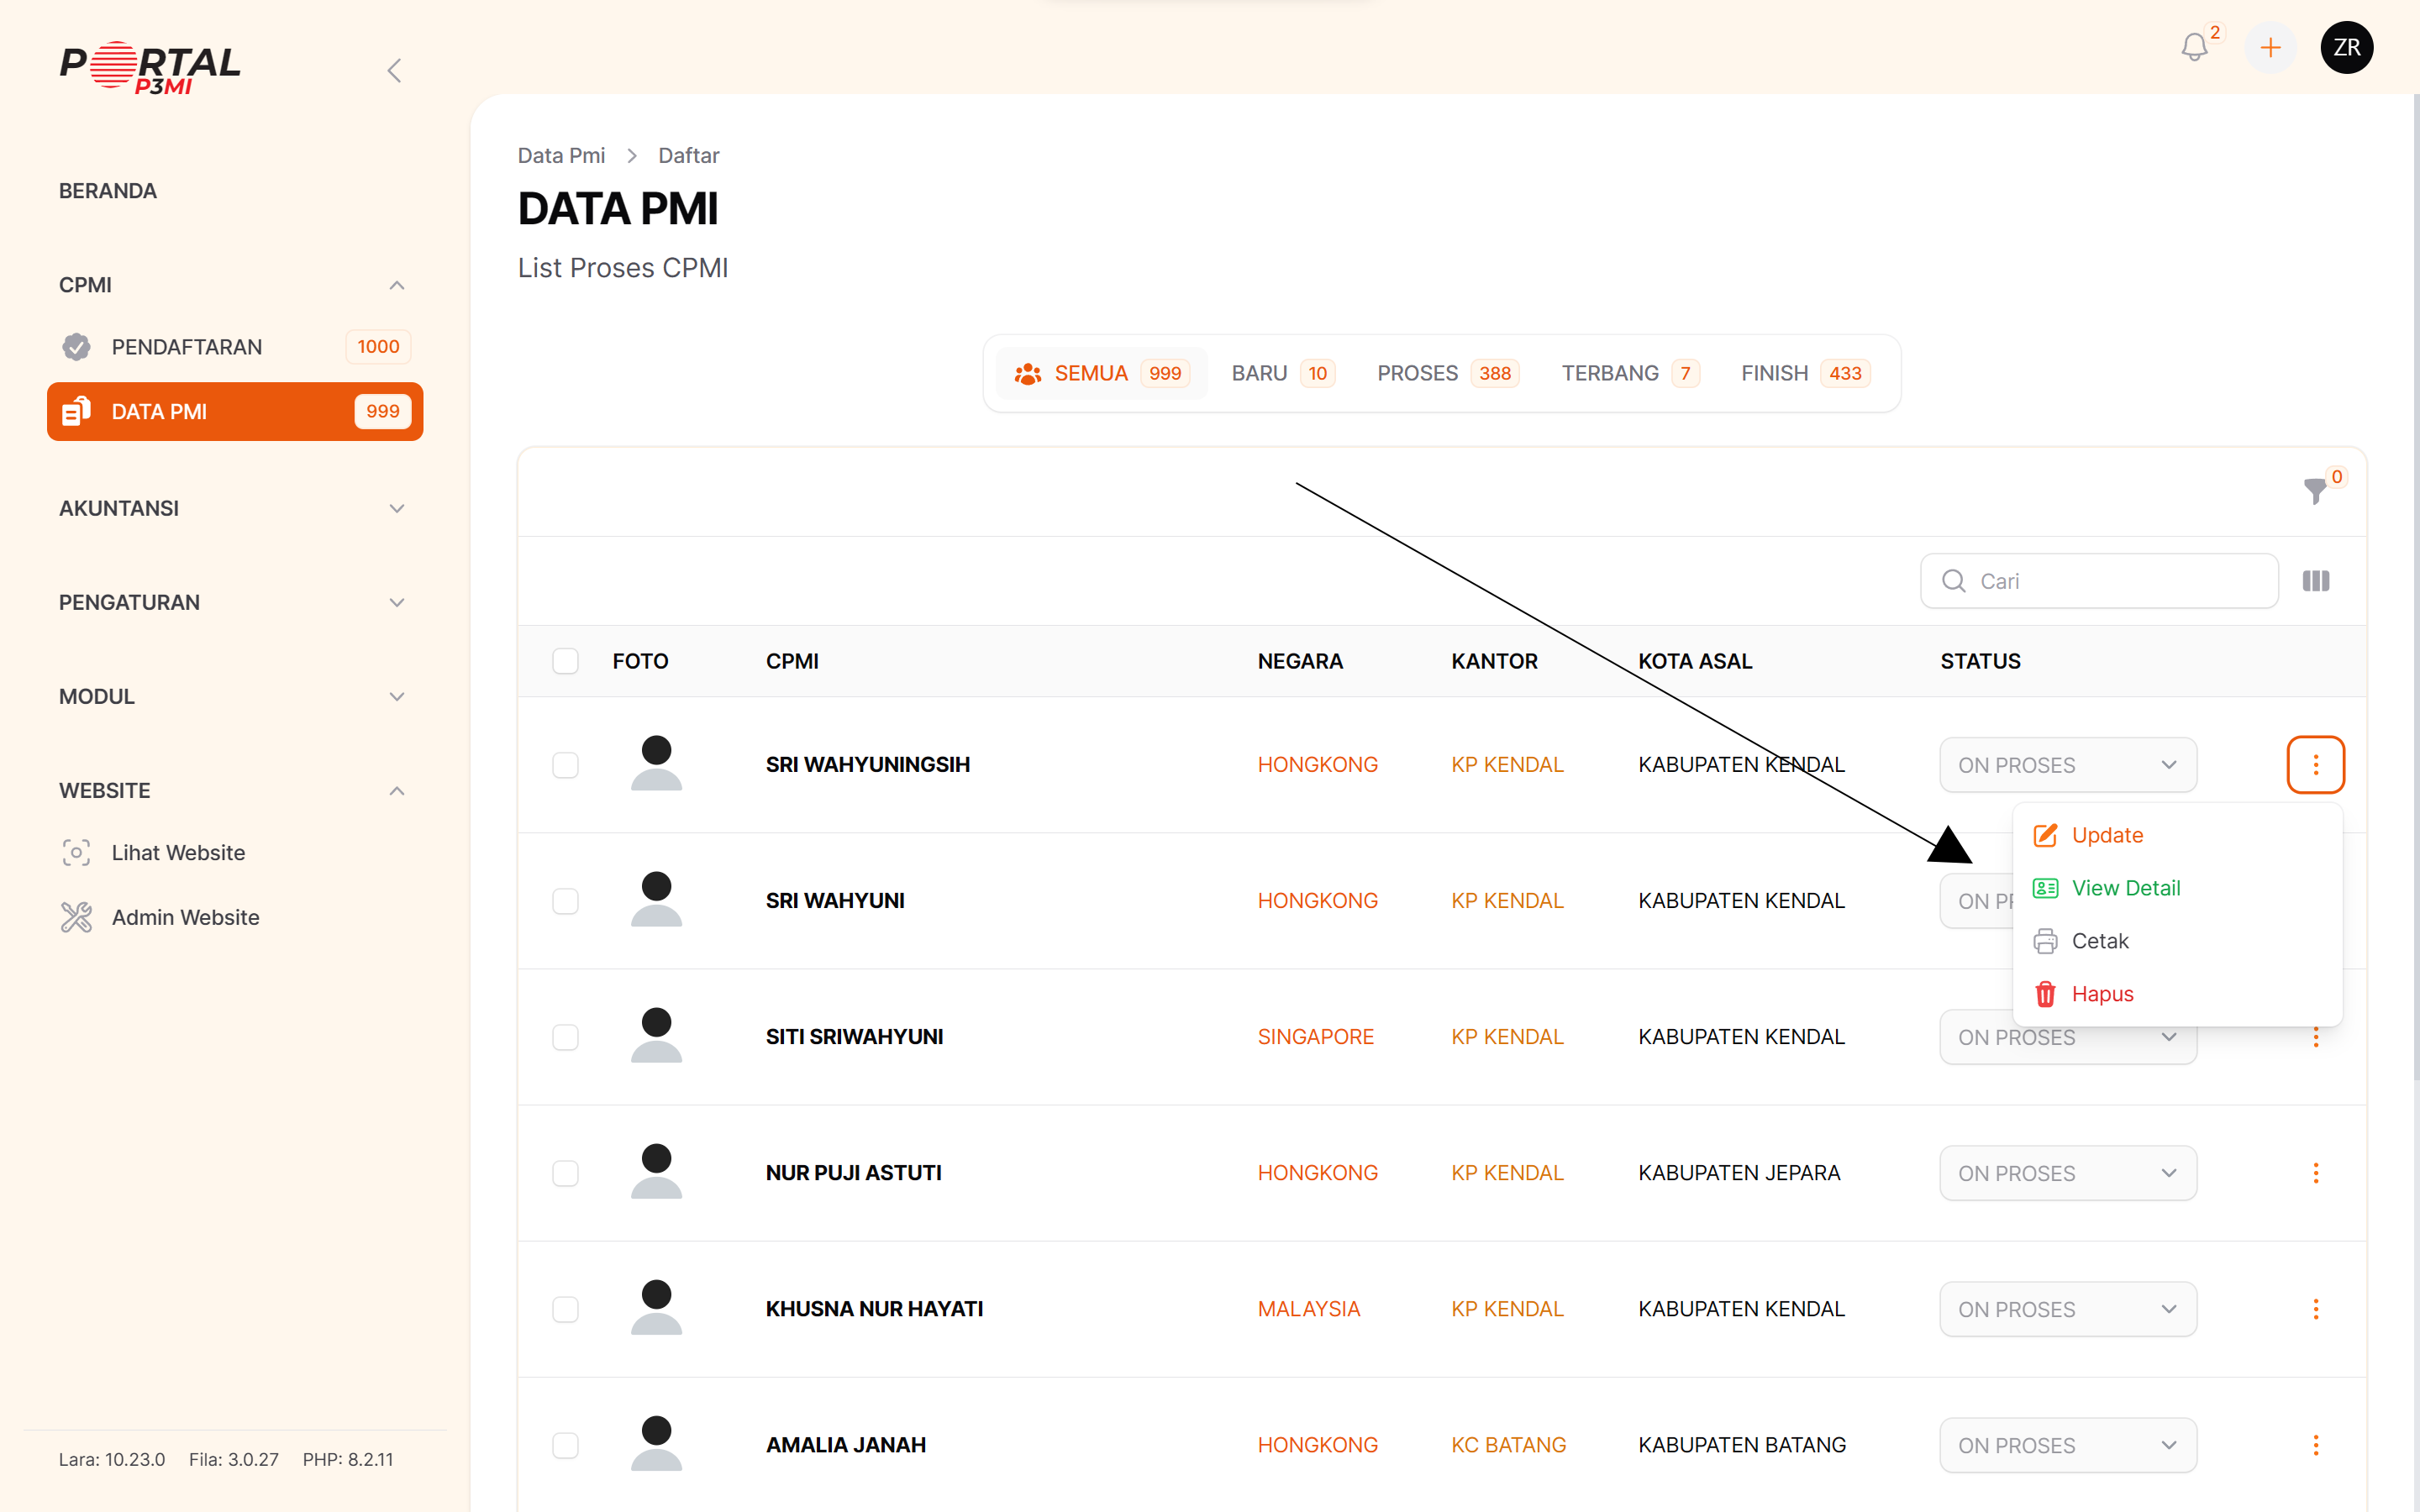 PORTAL
P3MI
2
ZR
BERANDA
CPMI
PENDAFTARAN 1000
DATA PMI 999
AKUNTANSI
PENGATURAN
MODUL
WEBSITE
Lihat Website
Admin Website
Lara: 10.23.0 Fila: 3.0.27 PHP: 8.2.11
Data Pmi > Daftar
DATA PMI
List Proses CPMI
SEMUA 999 BARU 10 PROSES 388 TERBANG 7 FINISH 433
0
Cari
FOTO CPMI NEGARA KANTOR KOTA ASAL STATUS
SRI WAHYUNINGSIH HONGKONG KP KENDAL KABUPATEN KENDAL ON PROSES
Update
View Detail
Cetak
Hapus
SRI WAHYUNI HONGKONG KP KENDAL KABUPATEN KENDAL ON
SITI SRIWAHYUNI SINGAPORE KP KENDAL KABUPATEN KENDAL ON PROSES
NUR PUJI ASTUTI HONGKONG KP KENDAL KABUPATEN JEPARA ON PROSES
KHUSNA NUR HAYATI MALAYSIA KP KENDAL KABUPATEN KENDAL ON PROSES
AMALIA JANAH HONGKONG KC BATANG KABUPATEN BATANG ON PROSES